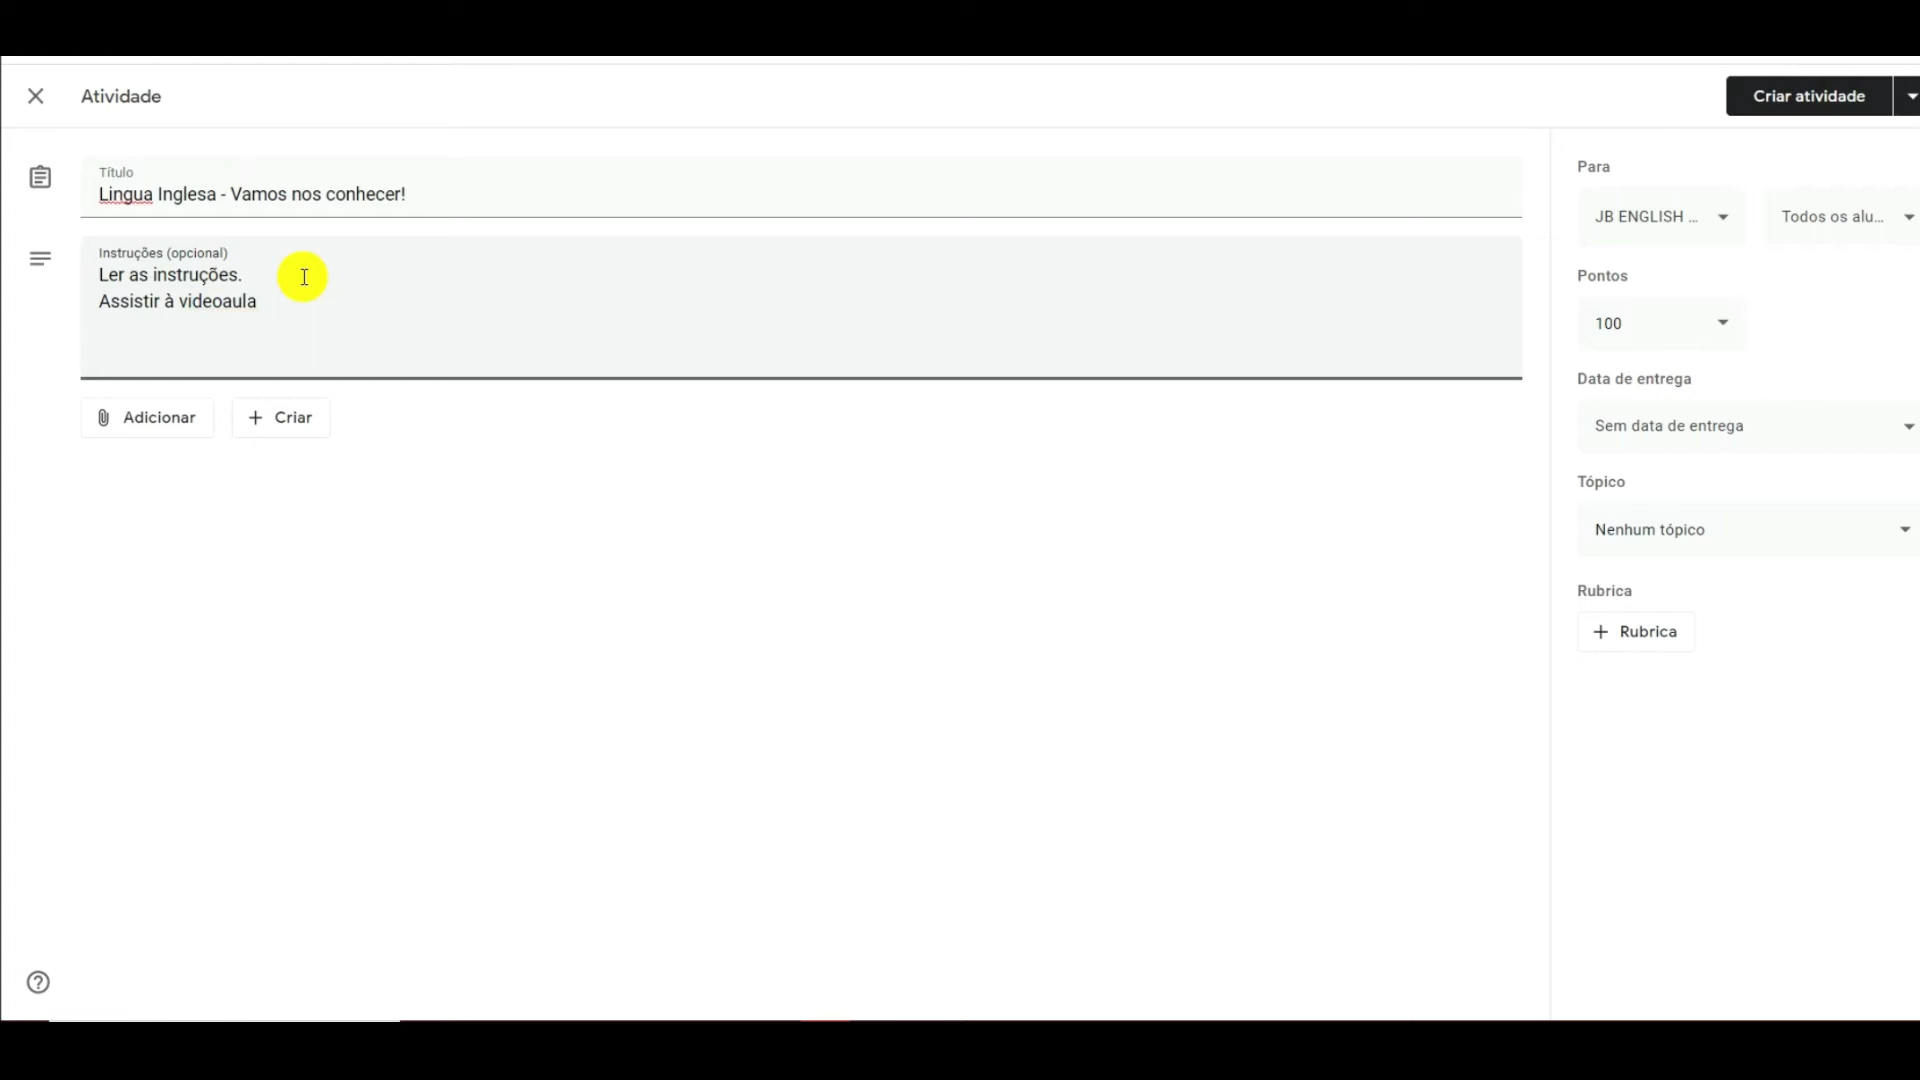 Atividade
Criar atividade
Título
Lingua Inglesa - Vamos nos conhecer!
Instruções (opcional)
Ler as instruções.
Assistir à videoaula
Adicionar
Criar
Para
JB ENGLISH ...
Todos os alu...
Pontos
100
Data de entrega
Sem data de entrega
Tópico
Nenhum tópico
Rubrica
Rubrica